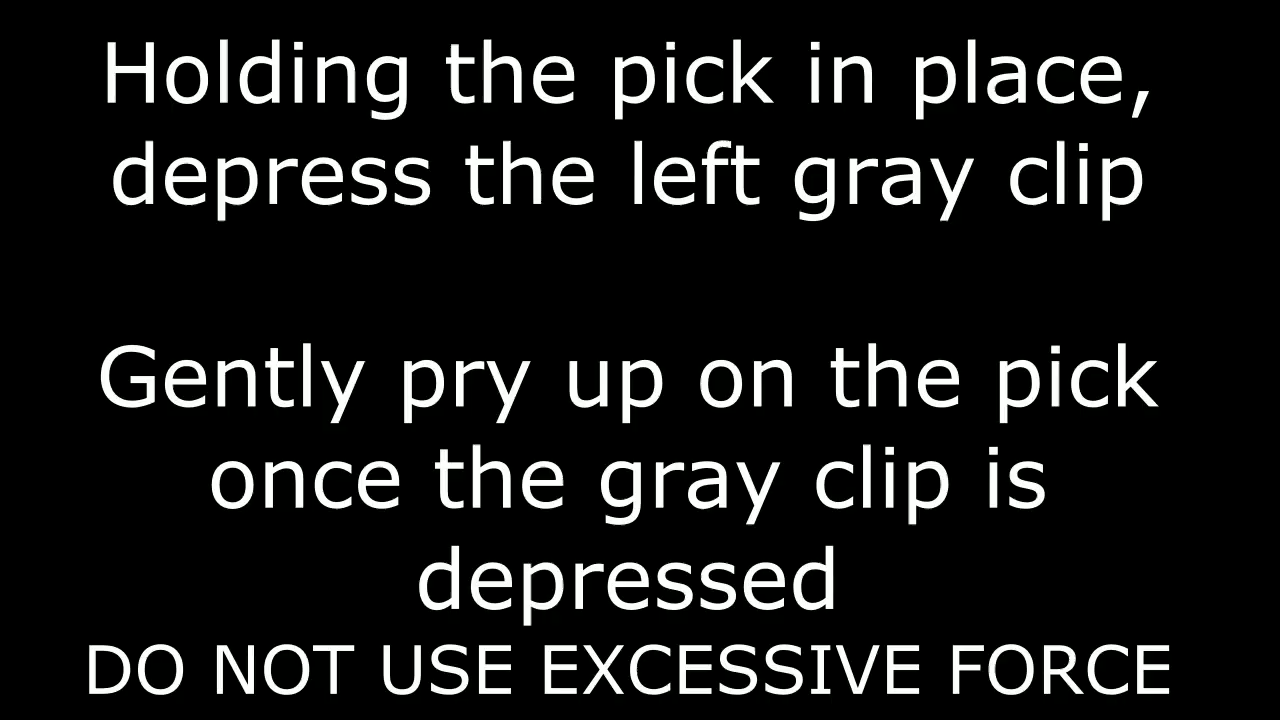 Holding the pick in place,
depress the left gray clip
Gently pry up on the pick
once the gray clip is
depressed
DO NOT USE EXCESSIVE FORCE